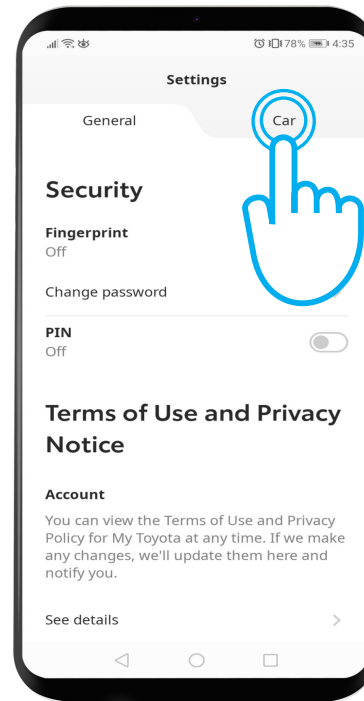 78% 4:35
Settings
General Car
Security
Fingerprint
Off
Change password
PIN
Off
Terms of Use and Privacy
Notice
Account
You can view the Terms of Use and Privacy
Policy for My Toyota at any time. If we make
any changes, we'll update them here and
notify you.
See details